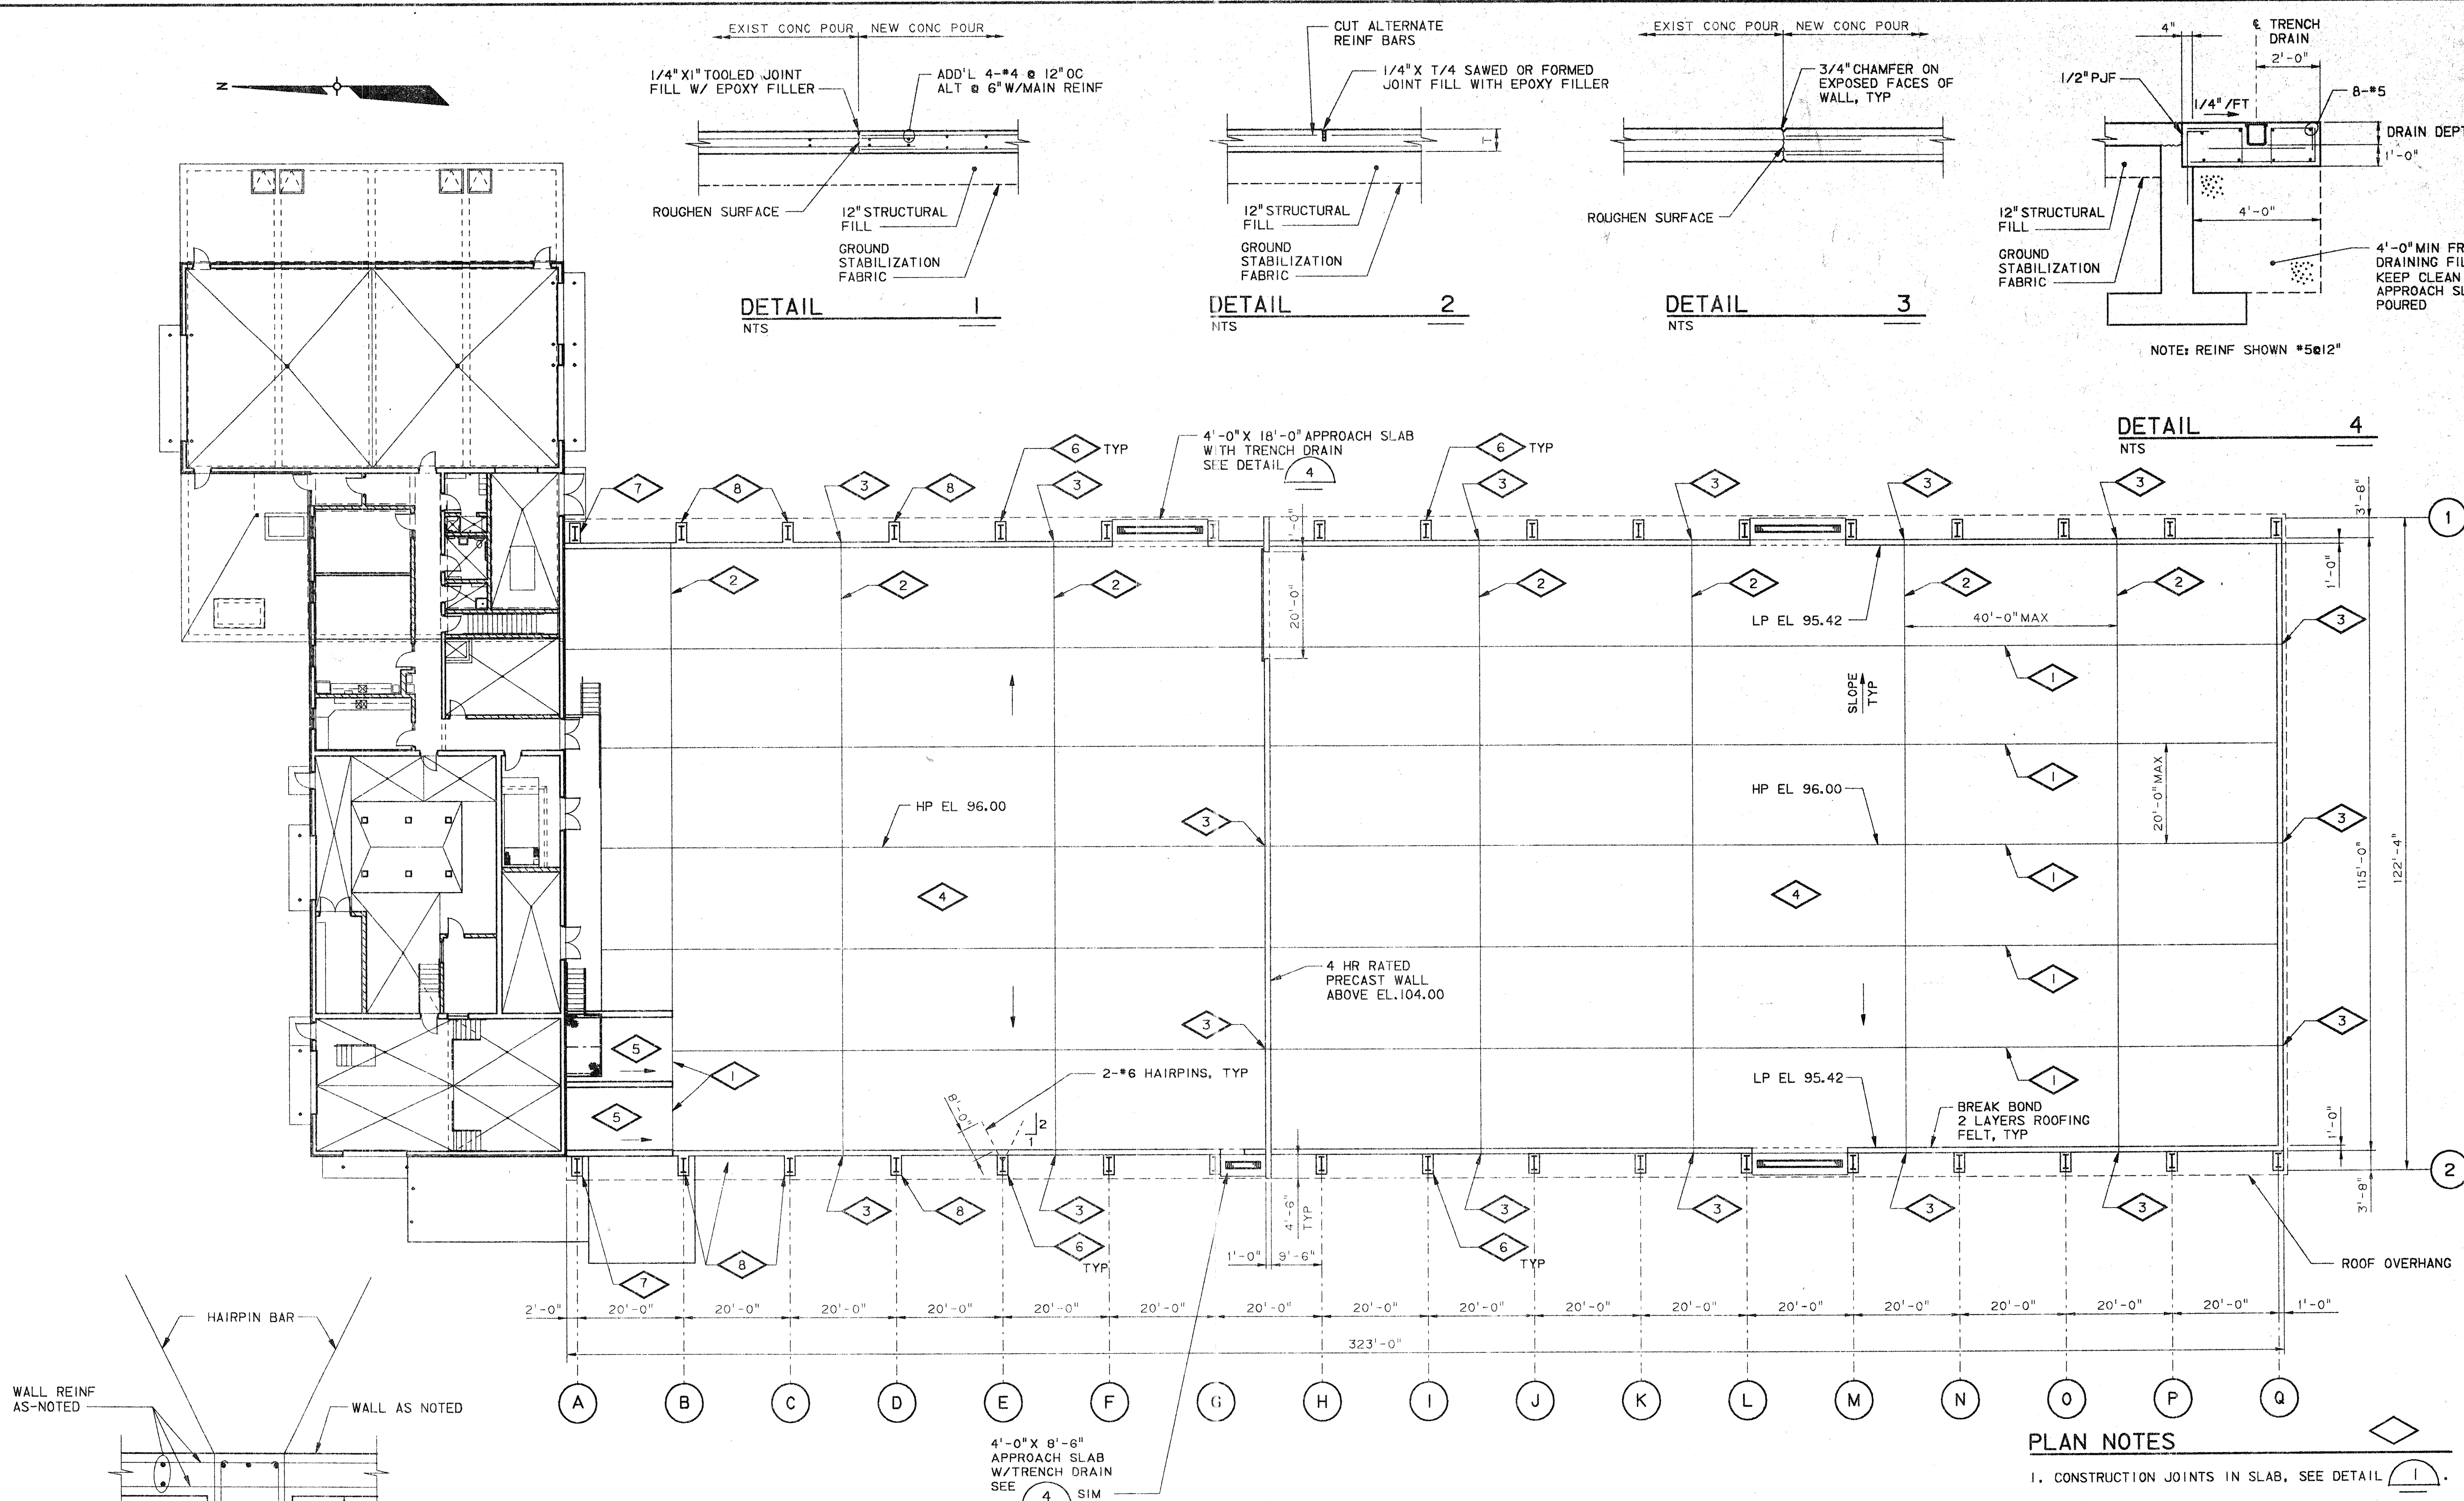 EXIST CONC POUR NEW CONC POUR
1/4" X1" TOOLED JOINT
FILL W/ EPOXY FILLER
ADD'L 4-#4 @ 12" OC
ALT @ 6" W/MAIN REINF
ROUGHEN SURFACE
12" STRUCTURAL
FILL
GROUND
STABILIZATION
FABRIC
DETAIL 1
NTS
CUT ALTERNATE
REINF BARS
1/4" X T/4 SAWED OR FORMED
JOINT FILL WITH EPOXY FILLER
T
12" STRUCTURAL
FILL
GROUND
STABILIZATION
FABRIC
DETAIL 2
NTS
EXIST CONC POUR NEW CONC POUR
3/4" CHAMFER ON
EXPOSED FACES OF
WALL, TYP
ROUGHEN SURFACE
DETAIL 3
NTS
4"
℄ TRENCH
DRAIN
2'-0"
1/2" PJF
1/4" /FT
8-#5
DRAIN DEPT
1'-0"
12" STRUCTURAL
FILL
4'-0"
GROUND
STABILIZATION
FABRIC
4'-0" MIN FR
DRAINING FIL
KEEP CLEAN
APPROACH SL
POURED
NOTE: REINF SHOWN #5@12"
DETAIL 4
NTS
N
4'-0" X 18'-0" APPROACH SLAB
WITH TRENCH DRAIN
SEE DETAIL 4
6 TYP
6 TYP
7 8 3 8 3 3 3 3 3
3'-8"
1
1'-0"
1'-0"
2 2 2 2 2 2 2
20'-0"
LP EL 95.42
40'-0" MAX
3
1
SLOPE
TYP
1
20'-0" MAX
HP EL 96.00
HP EL 96.00
3
3
1
115'-0"
122'-4"
4
4
4 HR RATED
PRECAST WALL
ABOVE EL.104.00
1
3
3
5
1
2-#6 HAIRPINS, TYP
LP EL 95.42
1
5
8'-0"
2
1
BREAK BOND
2 LAYERS ROOFING
FELT, TYP
1'-0"
2
3'-8"
3 8 3 3 3 3 3
4'-6"
TYP
6
TYP
6
TYP
8
7
1'-0" 9'-6"
ROOF OVERHANG
2'-0" 20'-0" 20'-0" 20'-0" 20'-0" 20'-0" 20'-0" 20'-0" 20'-0" 20'-0" 20'-0" 20'-0" 20'-0" 20'-0" 20'-0" 20'-0" 20'-0" 1'-0"
323'-0"
A B C D E F G H I J K L M N O P Q
HAIRPIN BAR
WALL REINF
AS-NOTED
WALL AS NOTED
4'-0" X 8'-6"
APPROACH SLAB
W/TRENCH DRAIN
SEE 4 SIM
PLAN NOTES
1. CONSTRUCTION JOINTS IN SLAB, SEE DETAIL 1.